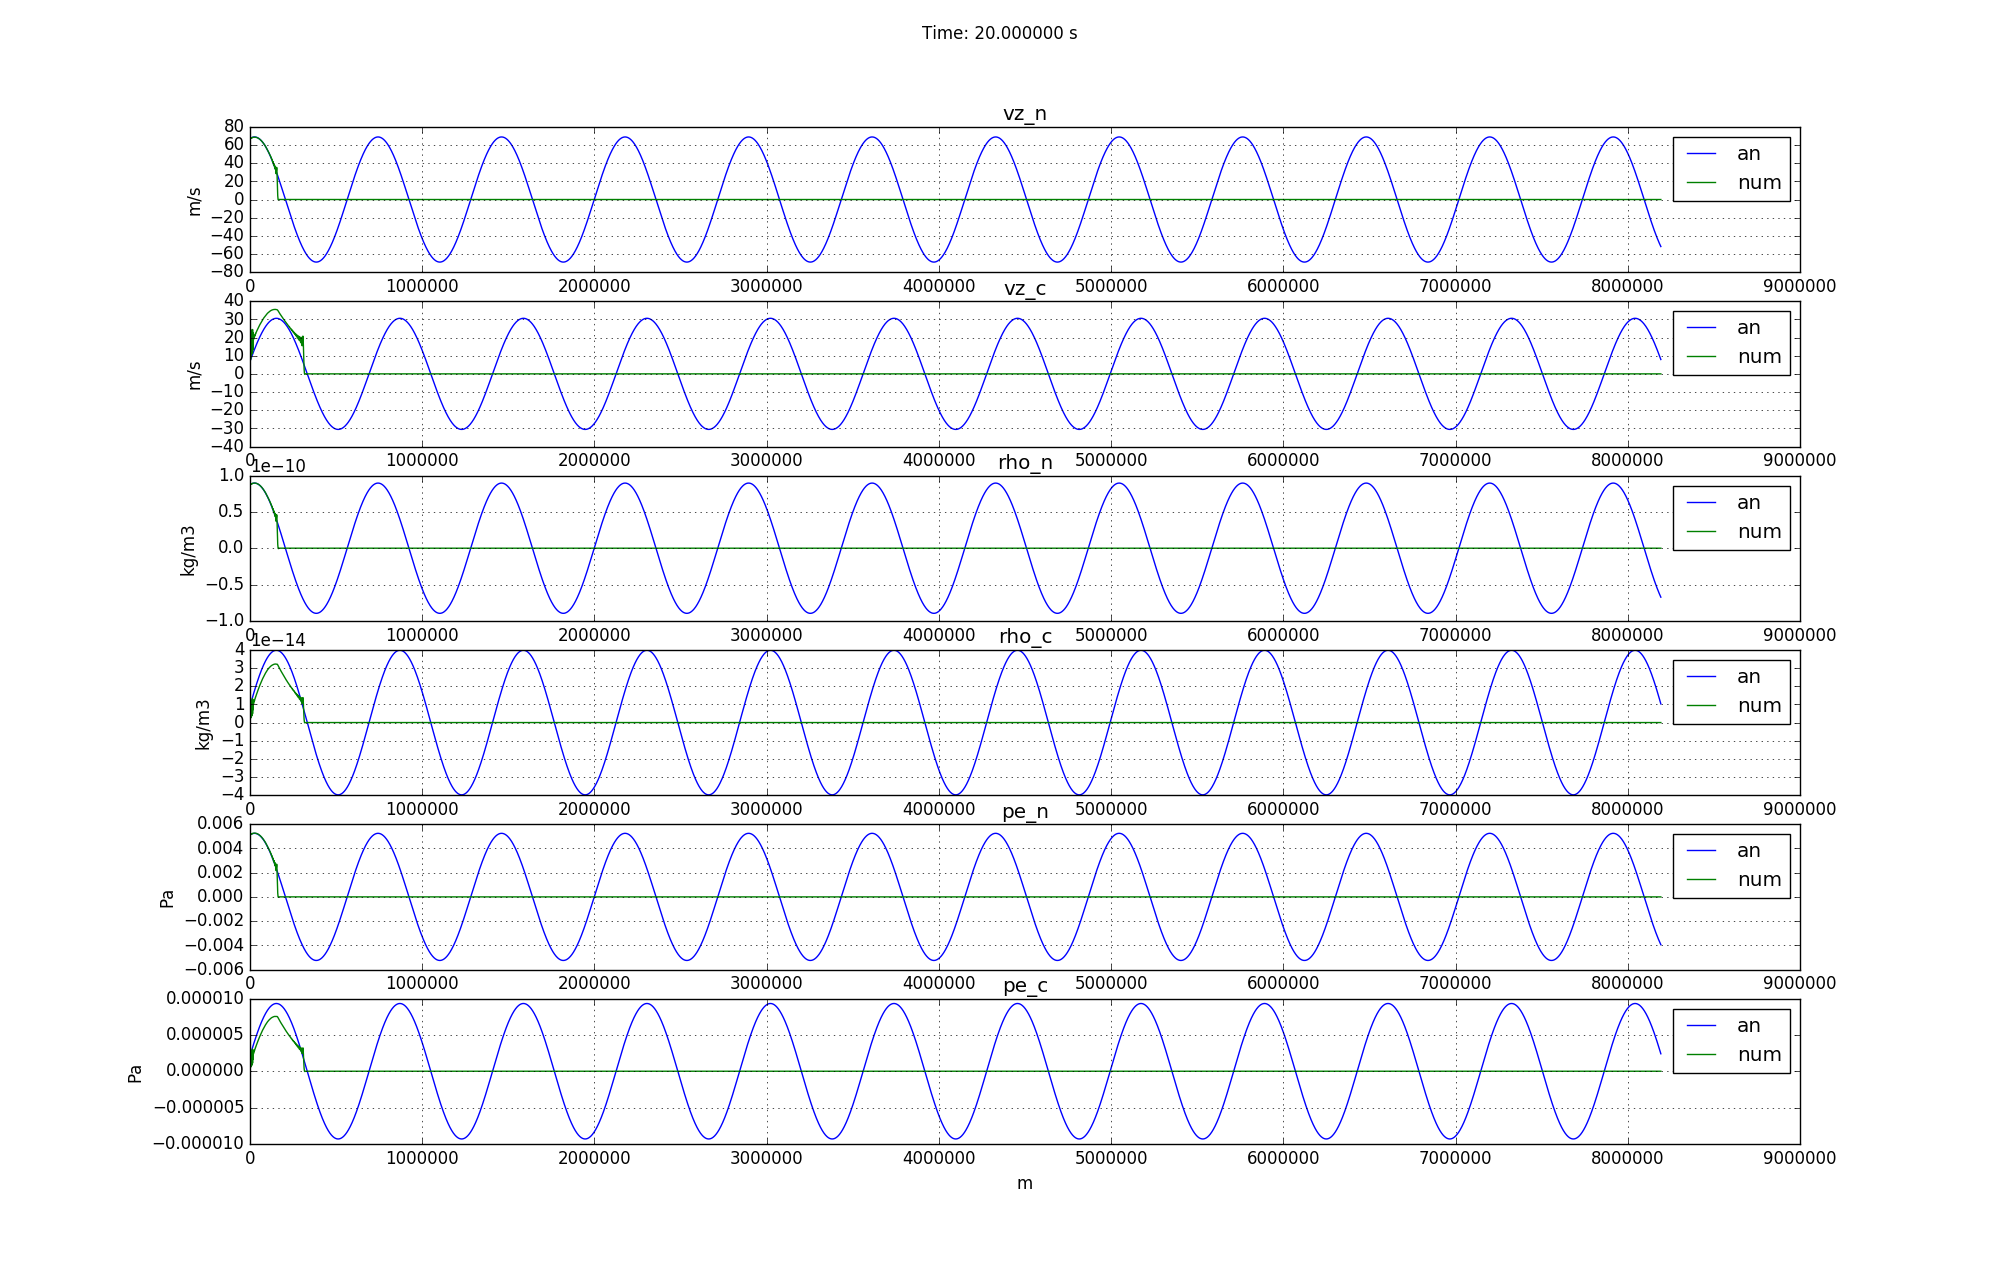 Time: 20.000000 s
vz_n
80
60
40
20
0
−20
−40
−60
−80
m/s
an
num
0 1000000 2000000 3000000 4000000 5000000 6000000 7000000 8000000 9000000
vz_c
40
30
20
10
0
−10
−20
−30
−40
m/s
an
num
0 1000000 2000000 3000000 4000000 5000000 6000000 7000000 8000000 9000000
1e−10
rho_n
1.0
0.5
0.0
−0.5
−1.0
kg/m3
an
num
0 1000000 2000000 3000000 4000000 5000000 6000000 7000000 8000000 9000000
1e−14
rho_c
4
3
2
1
0
−1
−2
−3
−4
kg/m3
an
num
0 1000000 2000000 3000000 4000000 5000000 6000000 7000000 8000000 9000000
pe_n
0.006
0.004
0.002
0.000
−0.002
−0.004
−0.006
Pa
an
num
0 1000000 2000000 3000000 4000000 5000000 6000000 7000000 8000000 9000000
pe_c
0.000010
0.000005
0.000000
−0.000005
−0.000010
Pa
an
num
0 1000000 2000000 3000000 4000000 5000000 6000000 7000000 8000000 9000000
m